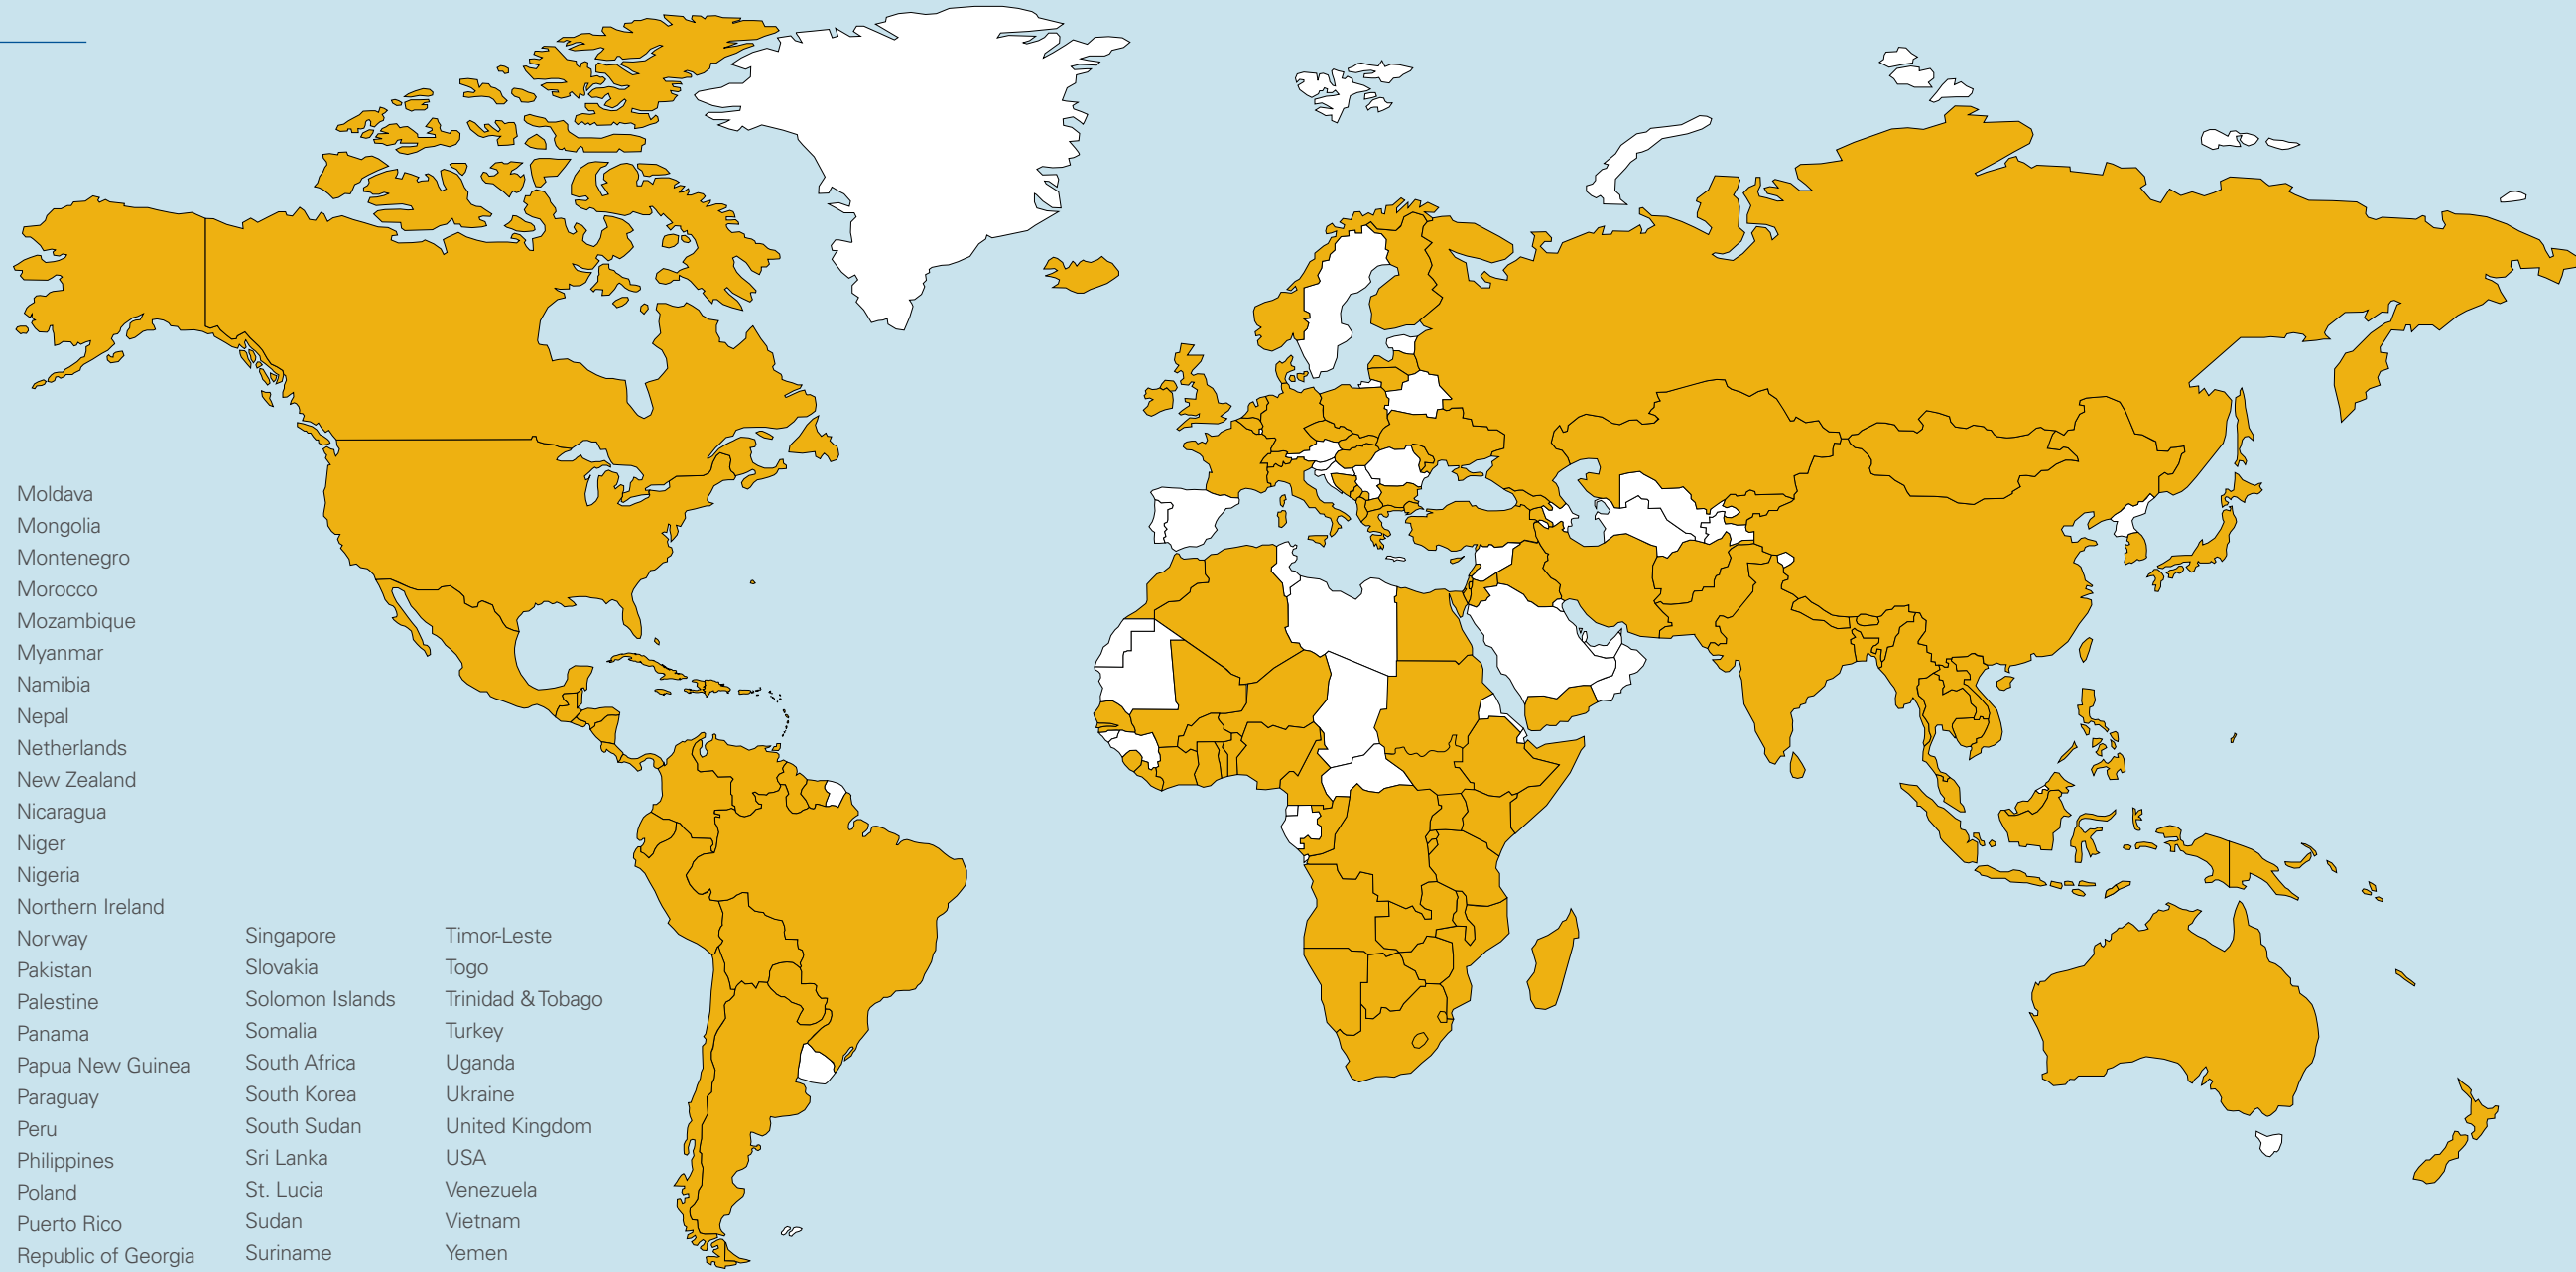 Moldava
Mongolia
Montenegro
Morocco
Mozambique
Myanmar
Namibia
Nepal
Netherlands
New Zealand
Nicaragua
Niger
Nigeria
Northern Ireland
Norway
Pakistan
Palestine
Panama
Papua New Guinea
Paraguay
Peru
Philippines
Poland
Puerto Rico
Republic of Georgia
Singapore
Slovakia
Solomon Islands
Somalia
South Africa
South Korea
South Sudan
Sri Lanka
St. Lucia
Sudan
Suriname
Timor-Leste
Togo
Trinidad & Tobago
Turkey
Uganda
Ukraine
United Kingdom
USA
Venezuela
Vietnam
Yemen